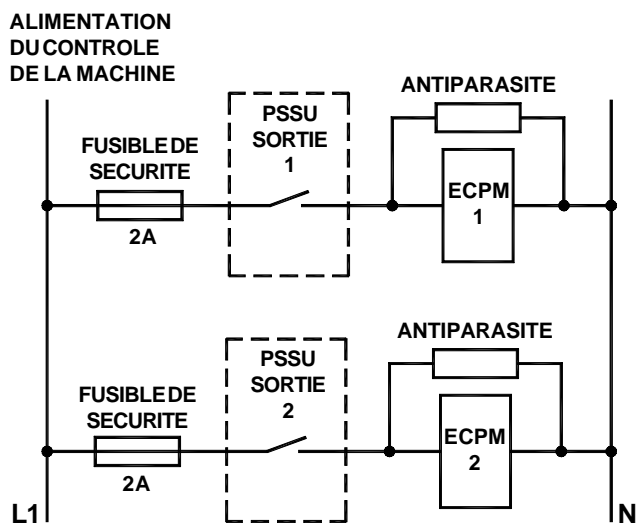 ALIMENTATION
DU CONTROLE
DE LA MACHINE
FUSIBLE DE
SECURITE
2A
PSSU
SORTIE
1
ANTIPARASITE
ECPM
1
FUSIBLE DE
SECURITE
2A
PSSU
SORTIE
2
ANTIPARASITE
ECPM
2
L1
N